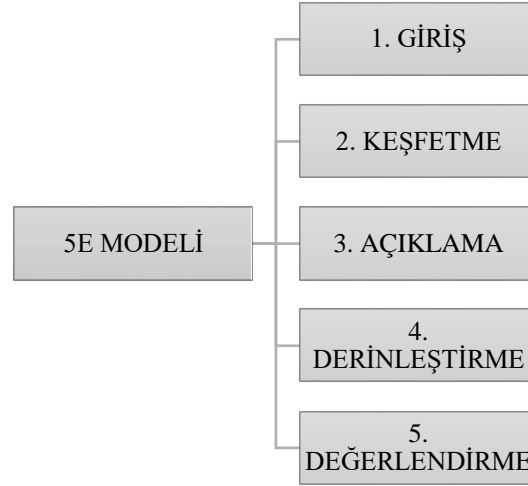 1. GİRİŞ
2. KEŞFETME
5E MODELİ
3. AÇIKLAMA
4.
DERİNLEŞTİRME
5.
DEĞERLENDİRME